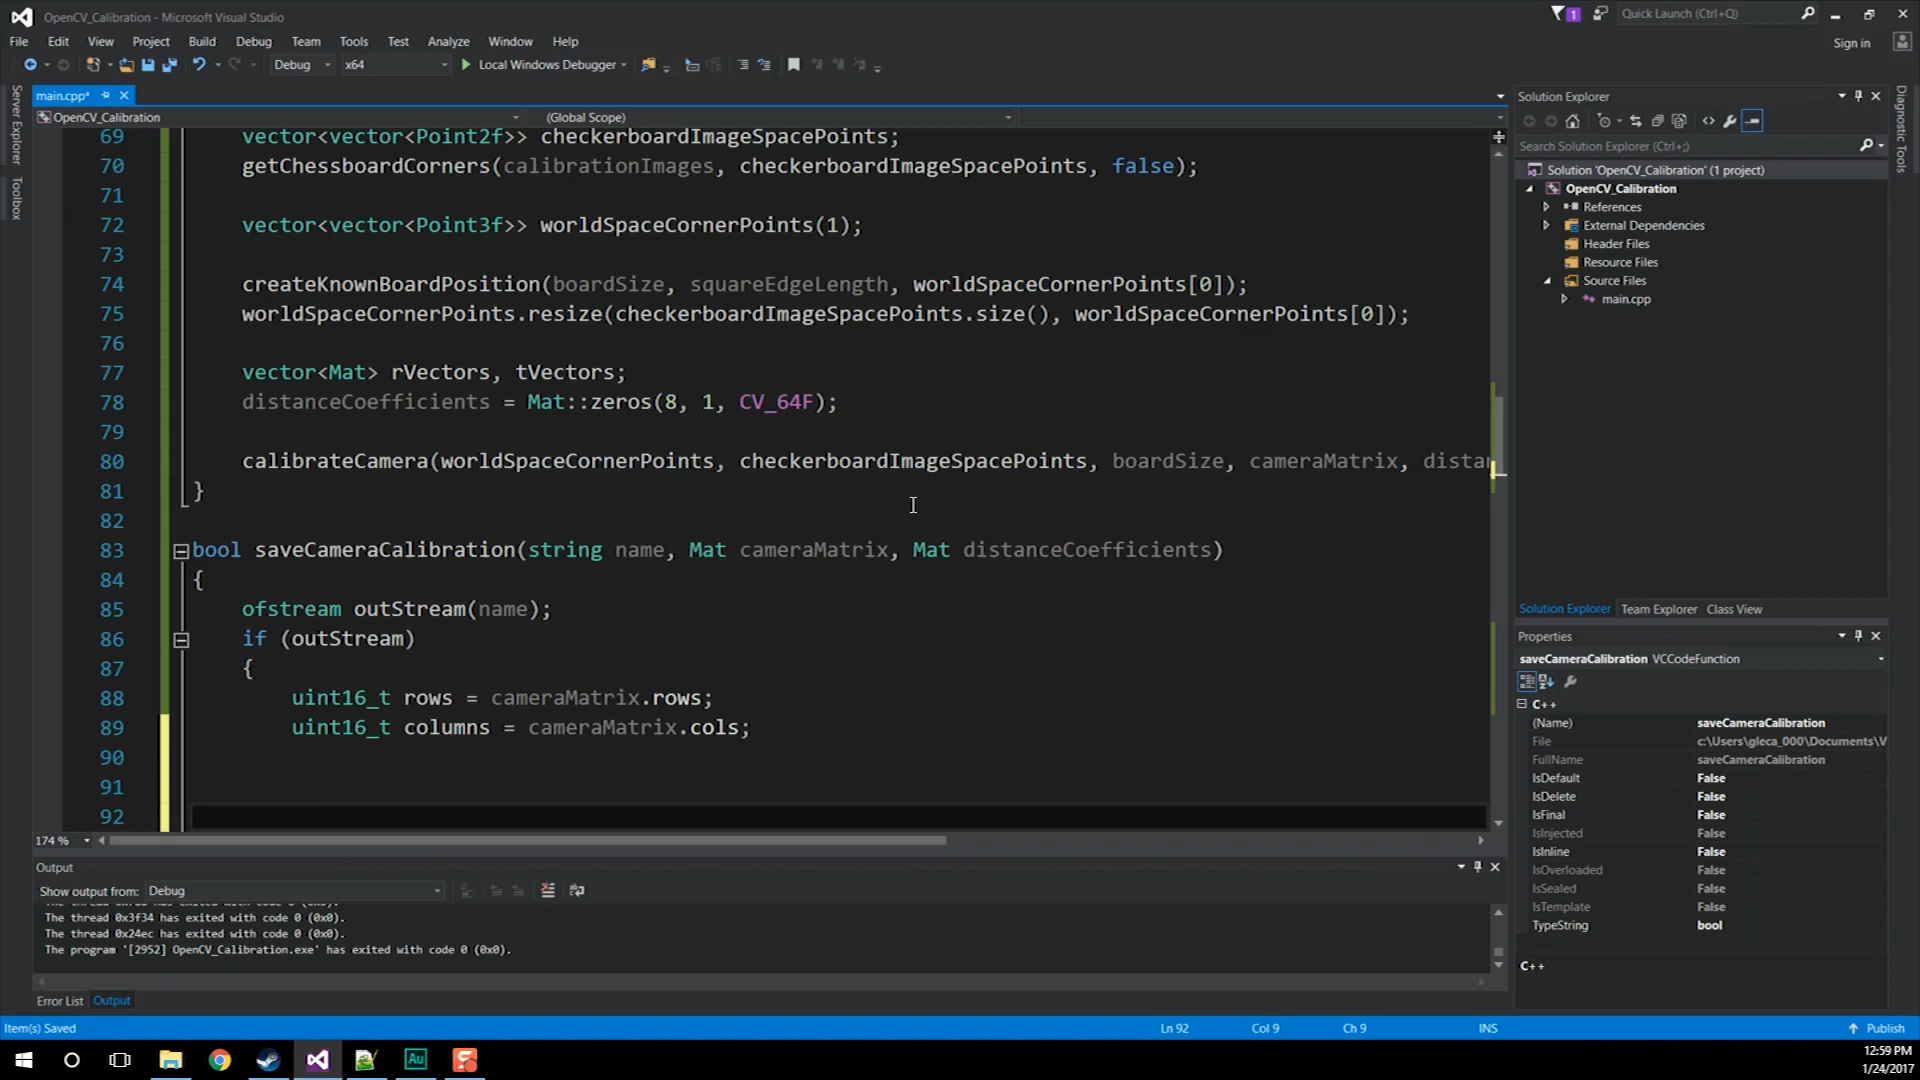 OpenCV_Calibration - Microsoft Visual Studio
1
Quick Launch (Ctrl+Q)
File Edit View Project Build Debug Team Tools Test Analyze Window Help
Sign in
Debug x64 Local Windows Debugger
Server Explorer
Toolbox
main.cpp*
OpenCV_Calibration (Global Scope)
69 vector<vector<Point2f>> checkerboardImageSpacePoints;
70 getChessboardCorners(calibrationImages, checkerboardImageSpacePoints, false);
71
72 vector<vector<Point3f>> worldSpaceCornerPoints(1);
73
74 createKnownBoardPosition(boardSize, squareEdgeLength, worldSpaceCornerPoints[0]);
75 worldSpaceCornerPoints.resize(checkerboardImageSpacePoints.size(), worldSpaceCornerPoints[0]);
76
77 vector<Mat> rVectors, tVectors;
78 distanceCoefficients = Mat::zeros(8, 1, CV_64F);
79
80 calibrateCamera(worldSpaceCornerPoints, checkerboardImageSpacePoints, boardSize, cameraMatrix, distan
81 }
82
83 bool saveCameraCalibration(string name, Mat cameraMatrix, Mat distanceCoefficients)
84 {
85 ofstream outStream(name);
86 if (outStream)
87 {
88 uint16_t rows = cameraMatrix.rows;
89 uint16_t columns = cameraMatrix.cols;
90
91
92
174 %
Output
Show output from: Debug
The thread 0x3f34 has exited with code 0 (0x0).
The thread 0x24ec has exited with code 0 (0x0).
The program '[2952] OpenCV_Calibration.exe' has exited with code 0 (0x0).
Error List Output
Solution Explorer
Search Solution Explorer (Ctrl+;)
Solution 'OpenCV_Calibration' (1 project)
OpenCV_Calibration
References
External Dependencies
Header Files
Resource Files
Source Files
main.cpp
Solution Explorer Team Explorer Class View
Properties
saveCameraCalibration VCCodeFunction
C++
(Name) saveCameraCalibration
File c:\Users\gleca_000\Documents\V
FullName saveCameraCalibration
IsDefault False
IsDelete False
IsFinal False
IsInjected False
IsInline False
IsOverloaded False
IsSealed False
IsTemplate False
TypeString bool
C++
Diagnostic Tools
Item(s) Saved Ln 92 Col 9 Ch 9 INS Publish
Au
12:59 PM
1/24/2017